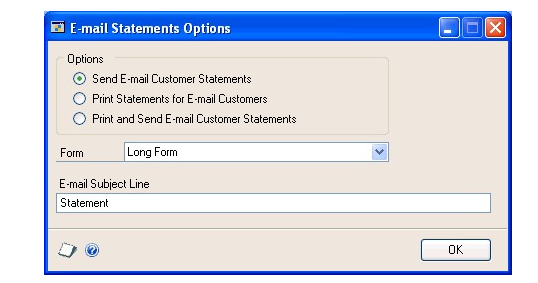 E-mail Statements Options
Options
Send E-mail Customer Statements
Print Statements for E-mail Customers
Print and Send E-mail Customer Statements
Form Long Form
E-mail Subject Line
Statement
OK